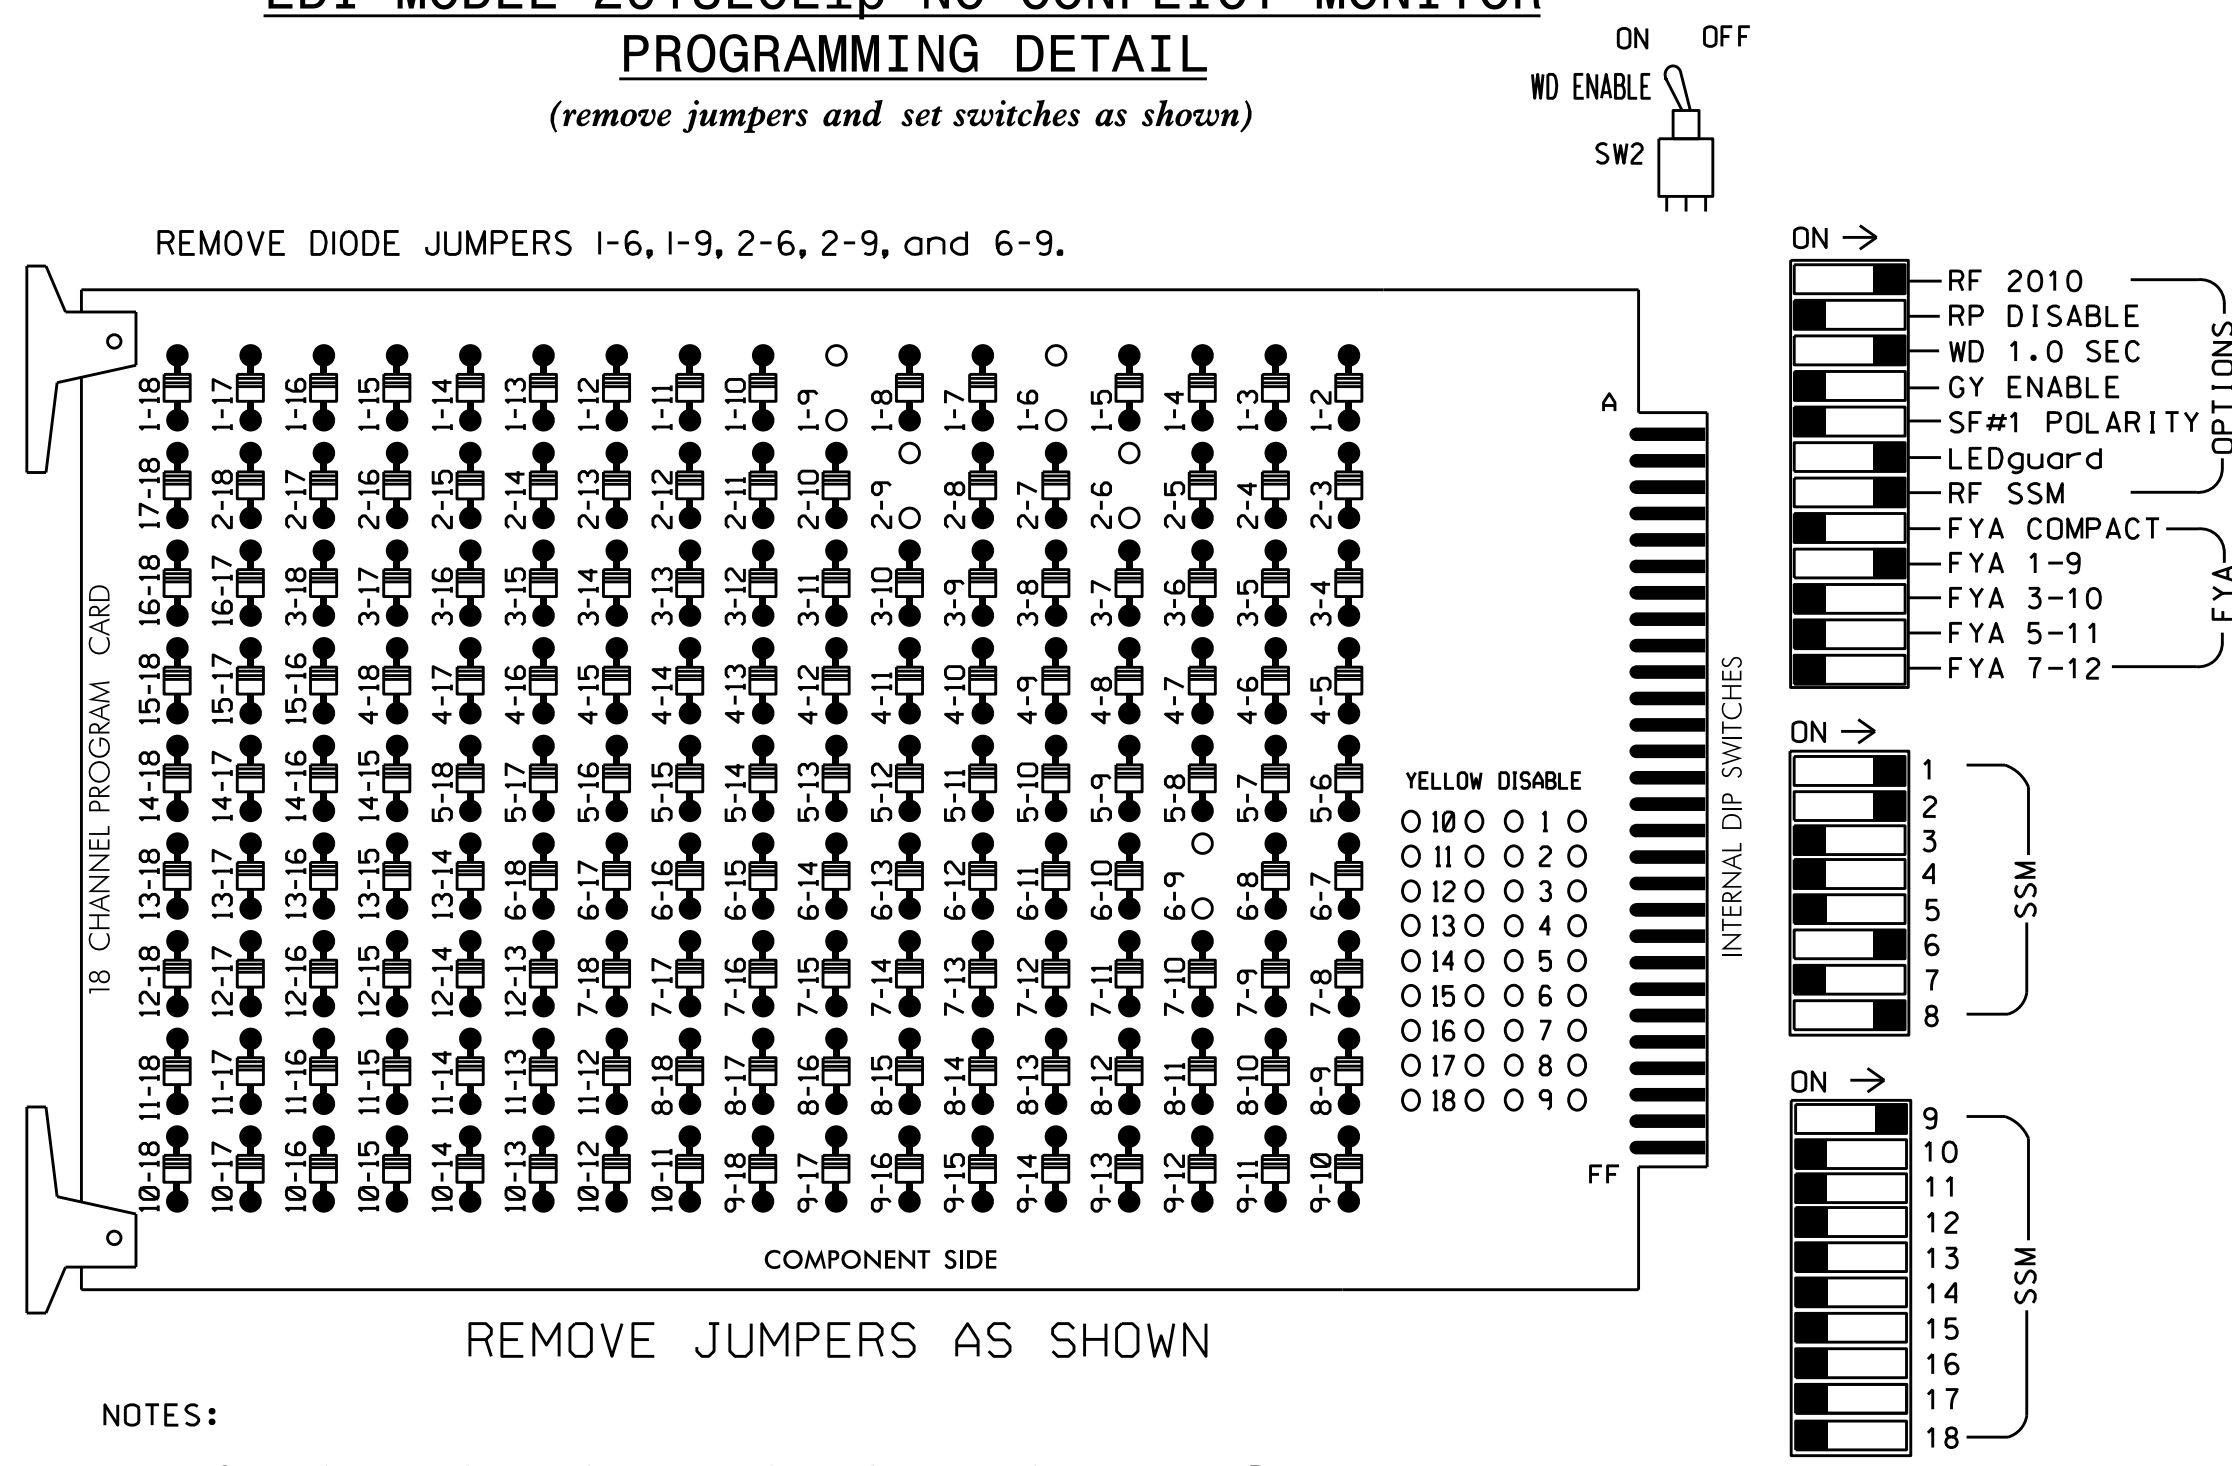 PROGRAMMING DETAIL
(remove jumpers and set switches as shown)
ON OFF
WD ENABLE
SW2
REMOVE DIODE JUMPERS 1-6, 1-9, 2-6, 2-9, and 6-9.
1-18 1-17 1-16 1-15 1-14 1-13 1-12 1-11 1-10 1-9 1-8 1-7 1-6 1-5 1-4 1-3 1-2
17-18 2-18 2-17 2-16 2-15 2-14 2-13 2-12 2-11 2-10 2-9 2-8 2-7 2-6 2-5 2-4 2-3
16-18 16-17 3-18 3-17 3-16 3-15 3-14 3-13 3-12 3-11 3-10 3-9 3-8 3-7 3-6 3-5 3-4
15-18 15-17 15-16 4-18 4-17 4-16 4-15 4-14 4-13 4-12 4-11 4-10 4-9 4-8 4-7 4-6 4-5
14-18 14-17 14-16 14-15 5-18 5-17 5-16 5-15 5-14 5-13 5-12 5-11 5-10 5-9 5-8 5-7 5-6
13-18 13-17 13-16 13-15 13-14 6-18 6-17 6-16 6-15 6-14 6-13 6-12 6-11 6-10 6-9 6-8 6-7
12-18 12-17 12-16 12-15 12-14 12-13 7-18 7-17 7-16 7-15 7-14 7-13 7-12 7-11 7-10 7-9 7-8
11-18 11-17 11-16 11-15 11-14 11-13 11-12 8-18 8-17 8-16 8-15 8-14 8-13 8-12 8-11 8-10 8-9
10-18 10-17 10-16 10-15 10-14 10-13 10-12 10-11 9-18 9-17 9-16 9-15 9-14 9-13 9-12 9-11 9-10
18 CHANNEL PROGRAM CARD
COMPONENT SIDE
YELLOW DISABLE
10 1
11 2
12 3
13 4
14 5
15 6
16 7
17 8
18 9
A
FF
INTERNAL DIP SWITCHES
ON →
RF 2010
RP DISABLE
WD 1.0 SEC
GY ENABLE
SF#1 POLARITY
LEDguard
RF SSM
OPTIONS
FYA COMPACT
FYA 1-9
FYA 3-10
FYA 5-11
FYA 7-12
FYA
ON →
1
2
3
4
5
6
7
8
SSM
ON →
9
10
11
12
13
14
15
16
17
18
SSM
REMOVE JUMPERS AS SHOWN
NOTES: